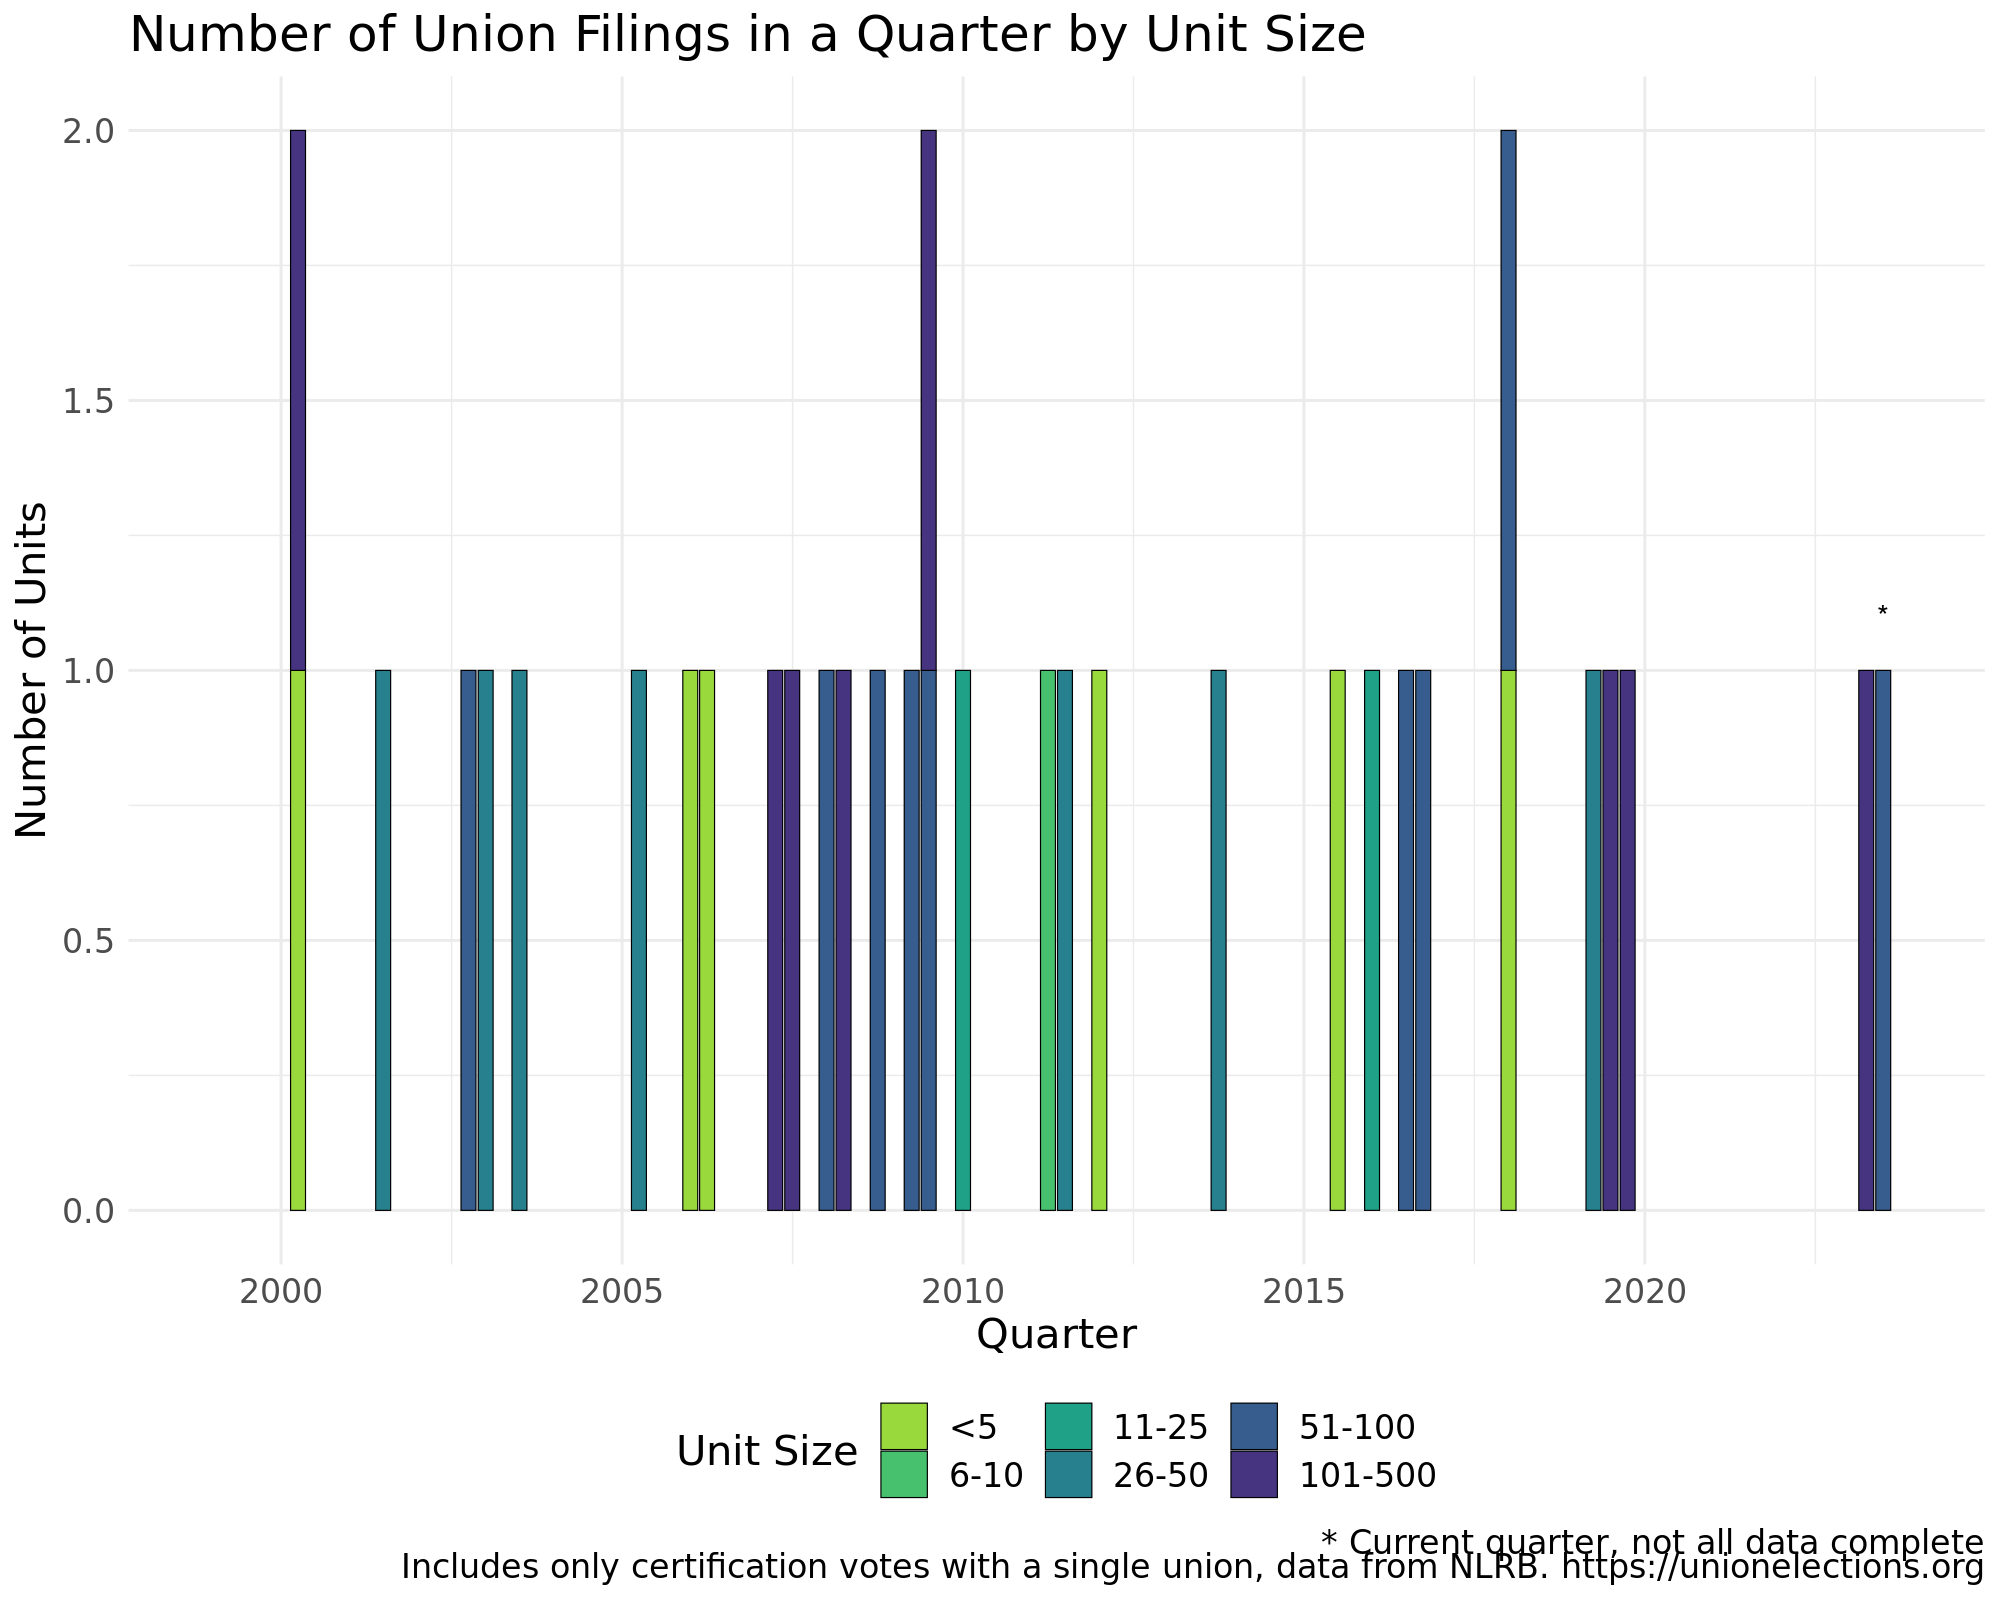 Number of Union Filings in a Quarter by Unit Size
Number of Units
2.0
1.5
1.0
0.5
0.0
*
2000 2005 2010 2015 2020
Quarter
Unit Size
<5 11-25 51-100
6-10 26-50 101-500
* Current quarter, not all data complete
Includes only certification votes with a single union, data from NLRB. https://unionelections.org